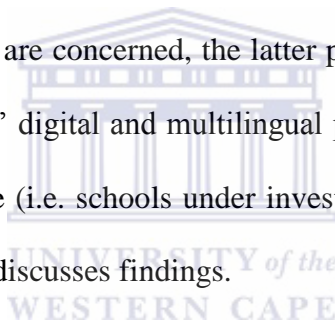 are concerned, the latter p
” digital and multilingual p
e (i.e. schools under invest
UNIVERSITY of the
discusses findings.
WESTERN CAPE